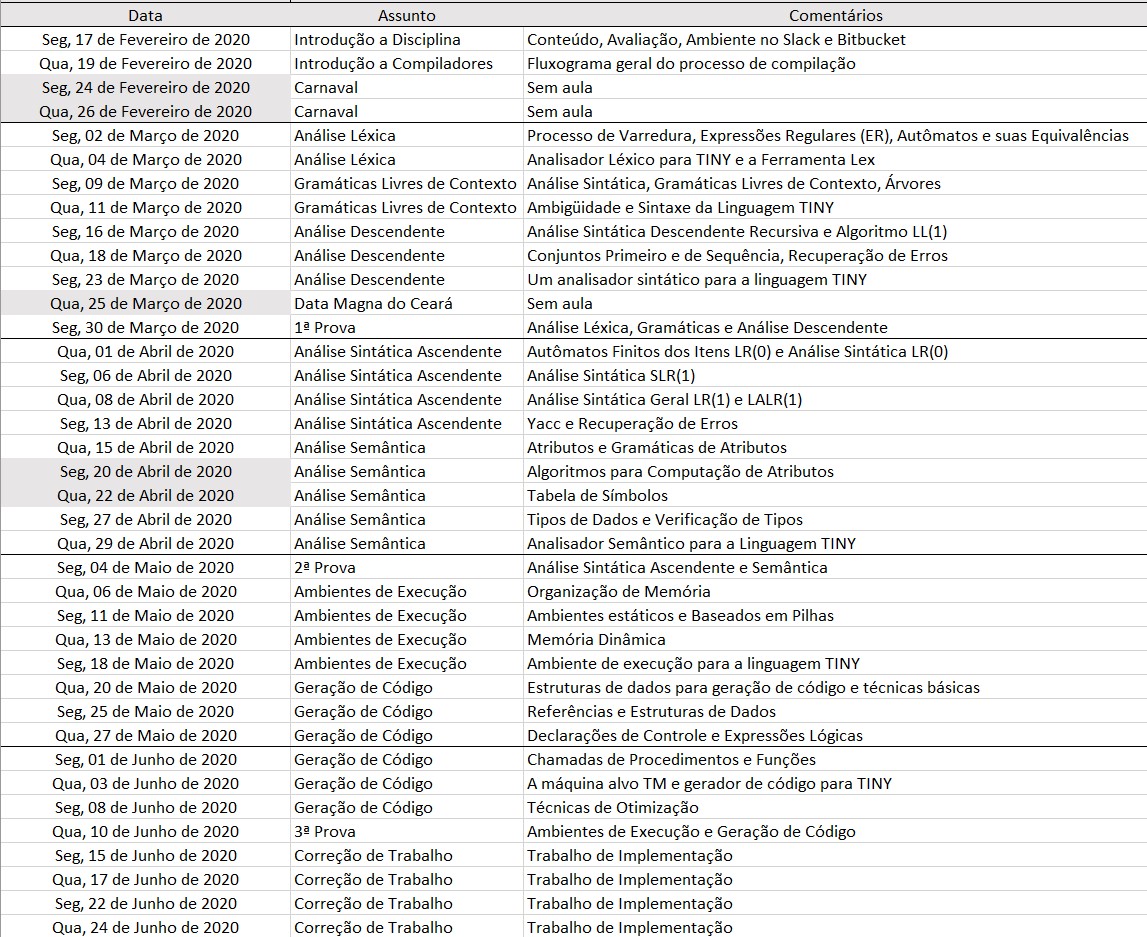 Data Assunto Comentários
Seg, 17 de Fevereiro de 2020 Introdução a Disciplina Conteúdo, Avaliação, Ambiente no Slack e Bitbucket
Qua, 19 de Fevereiro de 2020 Introdução a Compiladores Fluxograma geral do processo de compilação
Seg, 24 de Fevereiro de 2020 Carnaval Sem aula
Qua, 26 de Fevereiro de 2020 Carnaval Sem aula
Seg, 02 de Março de 2020 Análise Léxica Processo de Varredura, Expressões Regulares (ER), Autômatos e suas Equivalências
Qua, 04 de Março de 2020 Análise Léxica Analisador Léxico para TINY e a Ferramenta Lex
Seg, 09 de Março de 2020 Gramáticas Livres de Contexto Análise Sintática, Gramáticas Livres de Contexto, Árvores
Qua, 11 de Março de 2020 Gramáticas Livres de Contexto Ambigüidade e Sintaxe da Linguagem TINY
Seg, 16 de Março de 2020 Análise Descendente Análise Sintática Descendente Recursiva e Algoritmo LL(1)
Qua, 18 de Março de 2020 Análise Descendente Conjuntos Primeiro e de Sequência, Recuperação de Erros
Seg, 23 de Março de 2020 Análise Descendente Um analisador sintático para a linguagem TINY
Qua, 25 de Março de 2020 Data Magna do Ceará Sem aula
Seg, 30 de Março de 2020 1ª Prova Análise Léxica, Gramáticas e Análise Descendente
Qua, 01 de Abril de 2020 Análise Sintática Ascendente Autômatos Finitos dos Itens LR(0) e Análise Sintática LR(0)
Seg, 06 de Abril de 2020 Análise Sintática Ascendente Análise Sintática SLR(1)
Qua, 08 de Abril de 2020 Análise Sintática Ascendente Análise Sintática Geral LR(1) e LALR(1)
Seg, 13 de Abril de 2020 Análise Sintática Ascendente Yacc e Recuperação de Erros
Qua, 15 de Abril de 2020 Análise Semântica Atributos e Gramáticas de Atributos
Seg, 20 de Abril de 2020 Análise Semântica Algoritmos para Computação de Atributos
Qua, 22 de Abril de 2020 Análise Semântica Tabela de Símbolos
Seg, 27 de Abril de 2020 Análise Semântica Tipos de Dados e Verificação de Tipos
Qua, 29 de Abril de 2020 Análise Semântica Analisador Semântico para a Linguagem TINY
Seg, 04 de Maio de 2020 2ª Prova Análise Sintática Ascendente e Semântica
Qua, 06 de Maio de 2020 Ambientes de Execução Organização de Memória
Seg, 11 de Maio de 2020 Ambientes de Execução Ambientes estáticos e Baseados em Pilhas
Qua, 13 de Maio de 2020 Ambientes de Execução Memória Dinâmica
Seg, 18 de Maio de 2020 Ambientes de Execução Ambiente de execução para a linguagem TINY
Qua, 20 de Maio de 2020 Geração de Código Estruturas de dados para geração de código e técnicas básicas
Seg, 25 de Maio de 2020 Geração de Código Referências e Estruturas de Dados
Qua, 27 de Maio de 2020 Geração de Código Declarações de Controle e Expressões Lógicas
Seg, 01 de Junho de 2020 Geração de Código Chamadas de Procedimentos e Funções
Qua, 03 de Junho de 2020 Geração de Código A máquina alvo TM e gerador de código para TINY
Seg, 08 de Junho de 2020 Geração de Código Técnicas de Otimização
Qua, 10 de Junho de 2020 3ª Prova Ambientes de Execução e Geração de Código
Seg, 15 de Junho de 2020 Correção de Trabalho Trabalho de Implementação
Qua, 17 de Junho de 2020 Correção de Trabalho Trabalho de Implementação
Seg, 22 de Junho de 2020 Correção de Trabalho Trabalho de Implementação
Qua, 24 de Junho de 2020 Correção de Trabalho Trabalho de Implementação